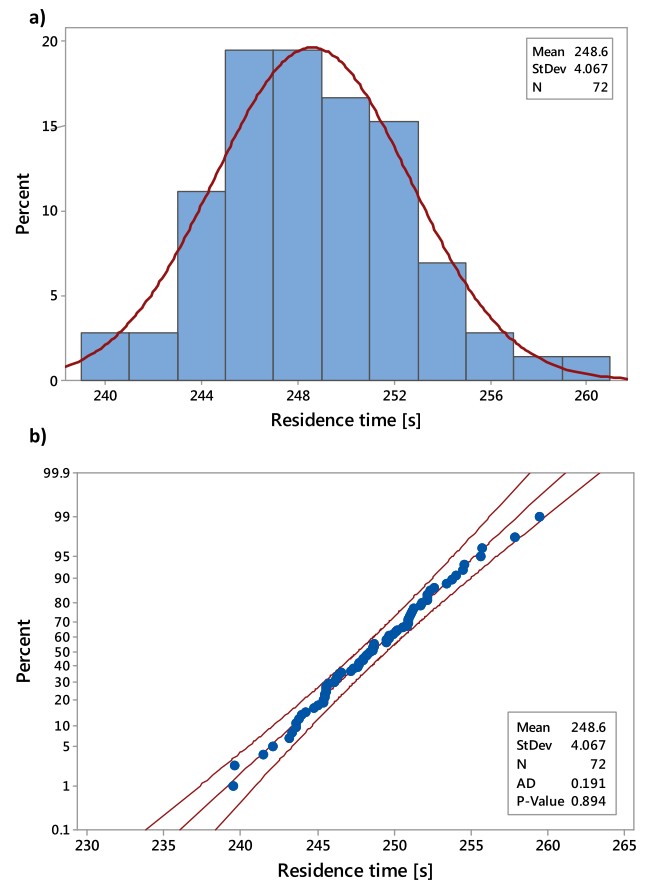 a)
20
15
10
5
0
Percent
Mean 248.6
StDev 4.067
N 72
240 244 248 252 256 260
Residence time [s]
b)
99.9
99
95
90
80
70
60
50
40
30
20
10
5
1
0.1
Percent
Mean 248.6
StDev 4.067
N 72
AD 0.191
P-Value 0.894
230 235 240 245 250 255 260 265
Residence time [s]